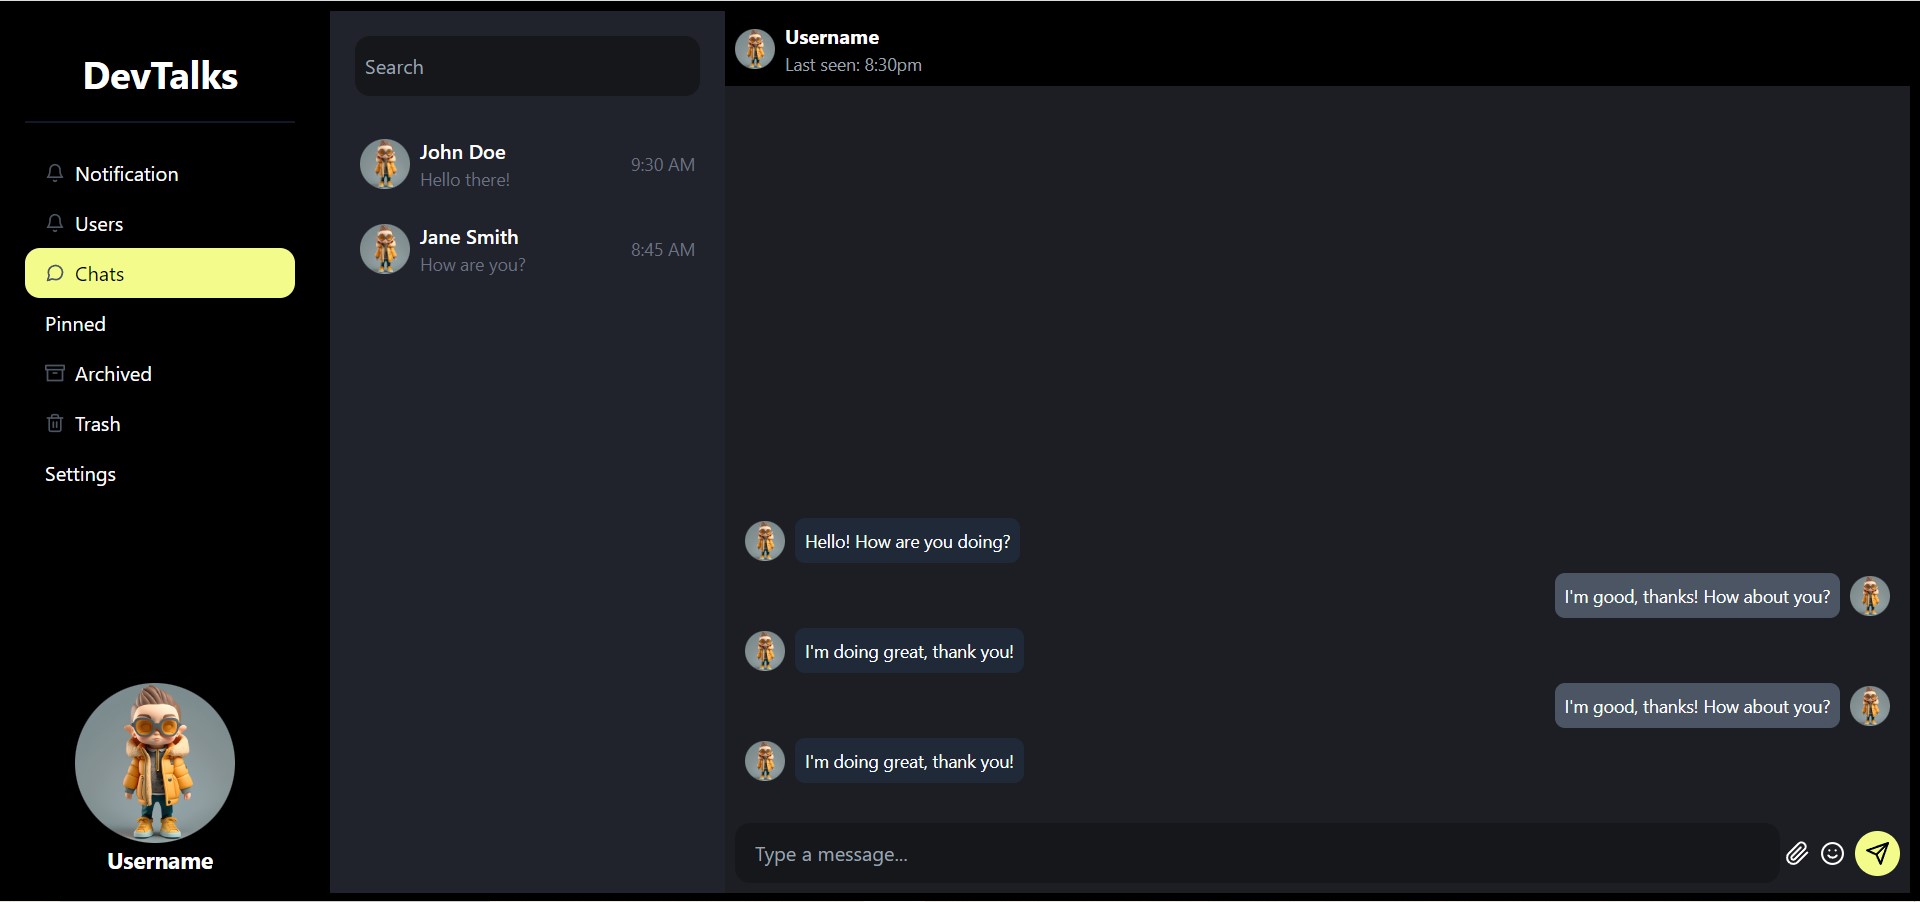 DevTalks
Notification
Users
Chats
Pinned
Archived
Trash
Settings
Username
Search
John Doe
Hello there!
9:30 AM
Jane Smith
How are you?
8:45 AM
Username
Last seen: 8:30pm
Hello! How are you doing?
I'm good, thanks! How about you?
I'm doing great, thank you!
I'm good, thanks! How about you?
I'm doing great, thank you!
Type a message...